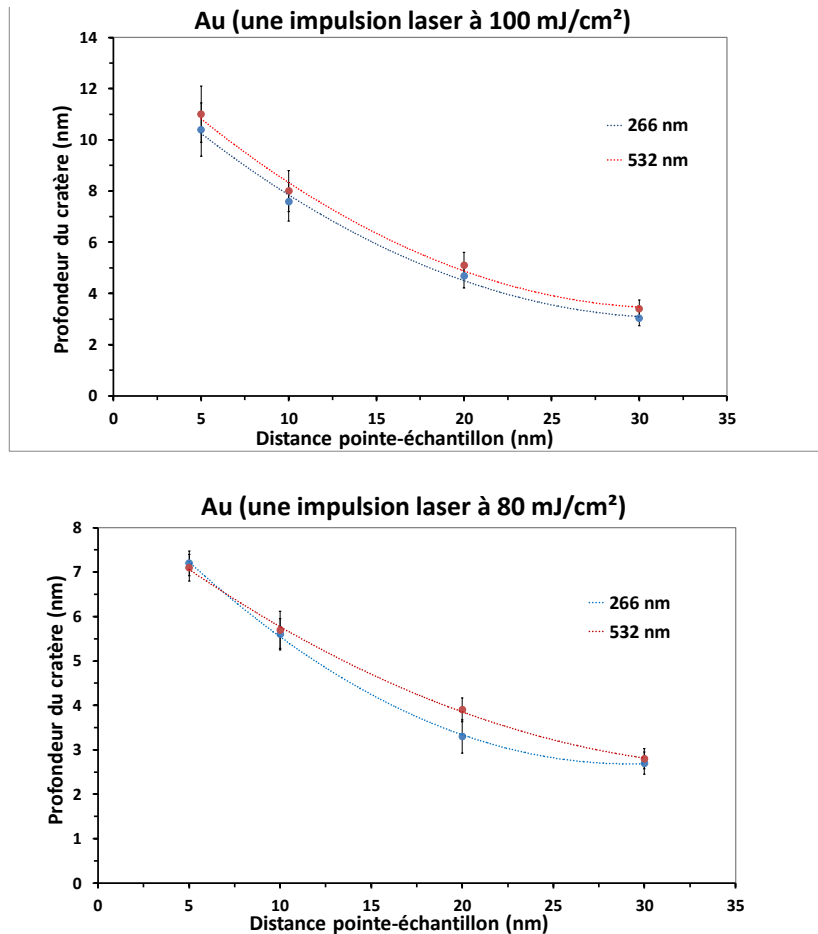 Au (une impulsion laser à 100 mJ/cm²)
14
12
10
8
6
4
2
0
Profondeur du cratère (nm)
266 nm
532 nm
0 5 10 15 20 25 30 35
Distance pointe-échantillon (nm)
Au (une impulsion laser à 80 mJ/cm²)
8
7
6
5
4
3
2
1
0
Profondeur du cratère (nm)
266 nm
532 nm
0 5 10 15 20 25 30 35
Distance pointe-échantillon (nm)